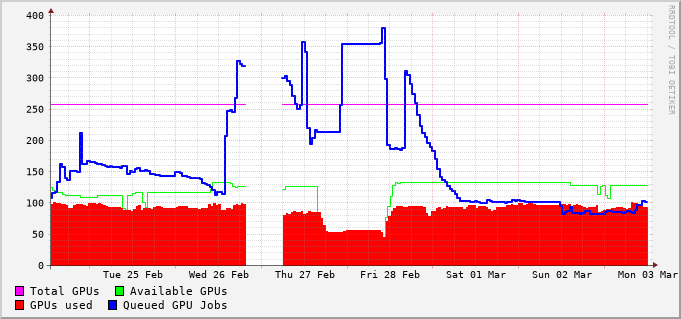 400
350
300
250
200
150
100
50
0
Tue 25 Feb Wed 26 Feb Thu 27 Feb Fri 28 Feb Sat 01 Mar Sun 02 Mar Mon 03 Mar
Total GPUs Available GPUs
GPUs used Queued GPU Jobs
RRDTOOL / TOBI OETIKER